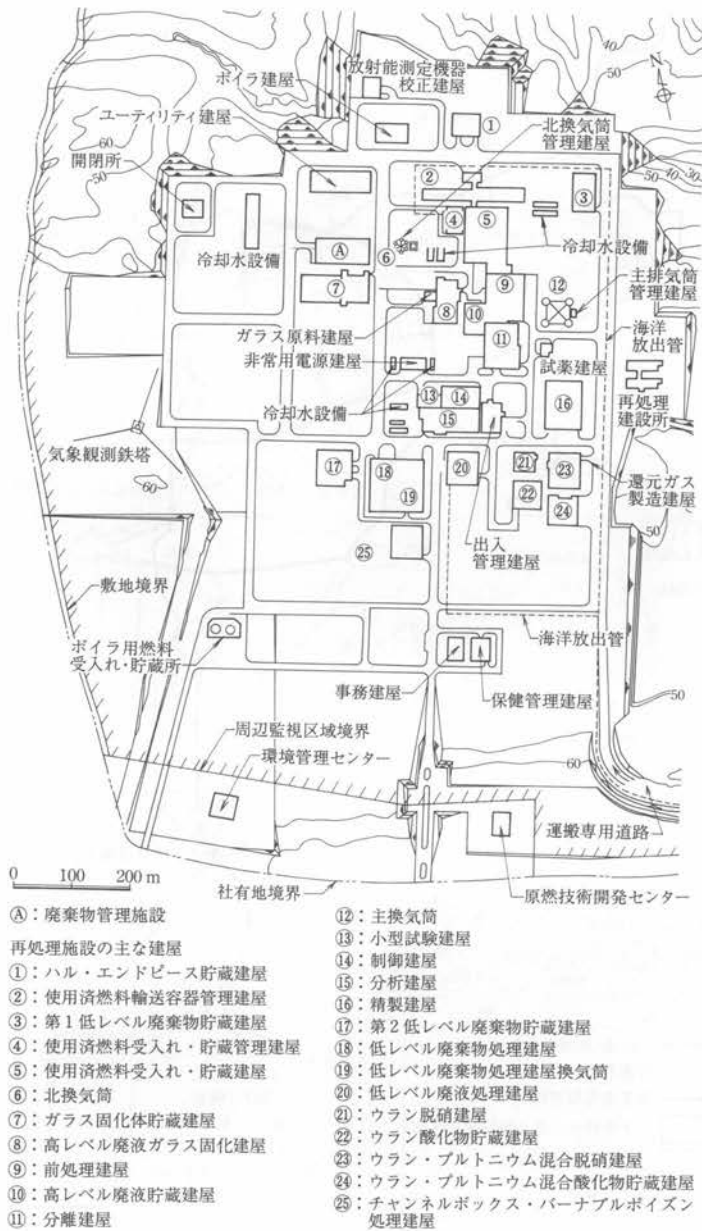 放射能測定機器
校正建屋
ボイラ建屋
①
北換気筒
管理建屋
ユーティリティ建屋
開閉所
N
40
40
50
50
60
50
50
②
③
④
⑤
⑥
冷却水設備
冷却水設備
Ⓐ
⑦
⑧
⑨
⑩
⑪
⑫
主排気筒
管理建屋
ガラス原料建屋
海洋
放出管
非常用電源建屋
試薬建屋
再処理
建設所
冷却水設備
⑬
⑭
⑮
⑯
気象観測鉄塔
60
⑰
⑱
⑲
⑳
㉑
㉒
㉓
㉔
㉕
還元ガス
製造建屋
50
出入
管理建屋
敷地境界
海洋放出管
ボイラ用燃料
受入れ・貯蔵所
事務建屋
保健管理建屋
50
周辺監視区域境界
環境管理センター
60
運搬専用道路
0 100 200 m
社有地境界
原燃技術開発センター
Ⓐ：廃棄物管理施設
再処理施設の主な建屋
①：ハル・エンドピース貯蔵建屋
②：使用済燃料輸送容器管理建屋
③：第1低レベル廃棄物貯蔵建屋
④：使用済燃料受入れ・貯蔵管理建屋
⑤：使用済燃料受入れ・貯蔵建屋
⑥：北換気筒
⑦：ガラス固化体貯蔵建屋
⑧：高レベル廃液ガラス固化建屋
⑨：前処理建屋
⑩：高レベル廃液貯蔵建屋
⑪：分離建屋
⑫：主換気筒
⑬：小型試験建屋
⑭：制御建屋
⑮：分析建屋
⑯：精製建屋
⑰：第2低レベル廃棄物貯蔵建屋
⑱：低レベル廃棄物処理建屋
⑲：低レベル廃棄物処理建屋換気筒
⑳：低レベル廃液処理建屋
㉑：ウラン脱硝建屋
㉒：ウラン酸化物貯蔵建屋
㉓：ウラン・プルトニウム混合脱硝建屋
㉔：ウラン・プルトニウム混合酸化物貯蔵建屋
㉕：チャンネルボックス・バーナブルポイズン
処理建屋